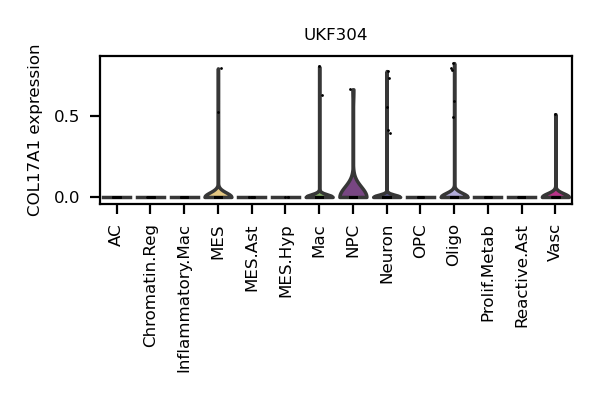 UKF304
COL17A1 expression
0.5
0.0
AC
Chromatin.Reg
Inflammatory.Mac
MES
MES.Ast
MES.Hyp
Mac
NPC
Neuron
OPC
Oligo
Prolif.Metab
Reactive.Ast
Vasc